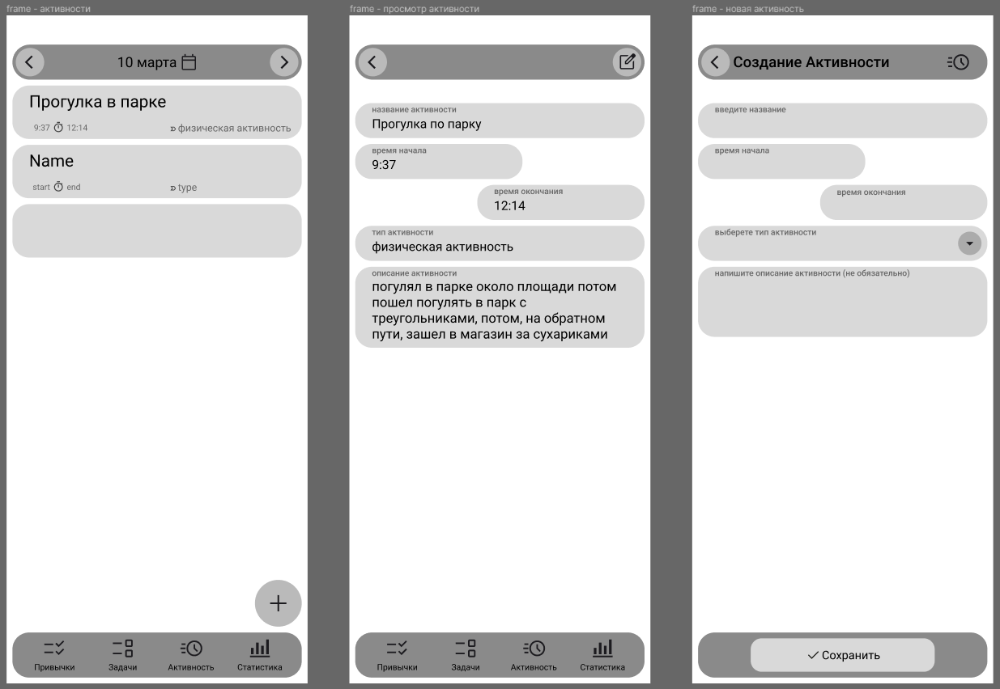 frame - активности
10 марта
Прогулка в парке
9:37 12:14 физическая активность
Name
start end type
Привычки Задачи Активность Статистика
frame - просмотр активности
название активности
Прогулка по парку
время начала
9:37
время окончания
12:14
тип активности
физическая активность
описание активности
погулял в парке около площади потом
пошел погулять в парк с
треугольниками, потом, на обратном
пути, зашел в магазин за сухариками
Привычки Задачи Активность Статистика
frame - новая активность
Создание Активности
введите название
время начала
время окончания
выберете тип активности
напишите описание активности (не обязательно)
Сохранить